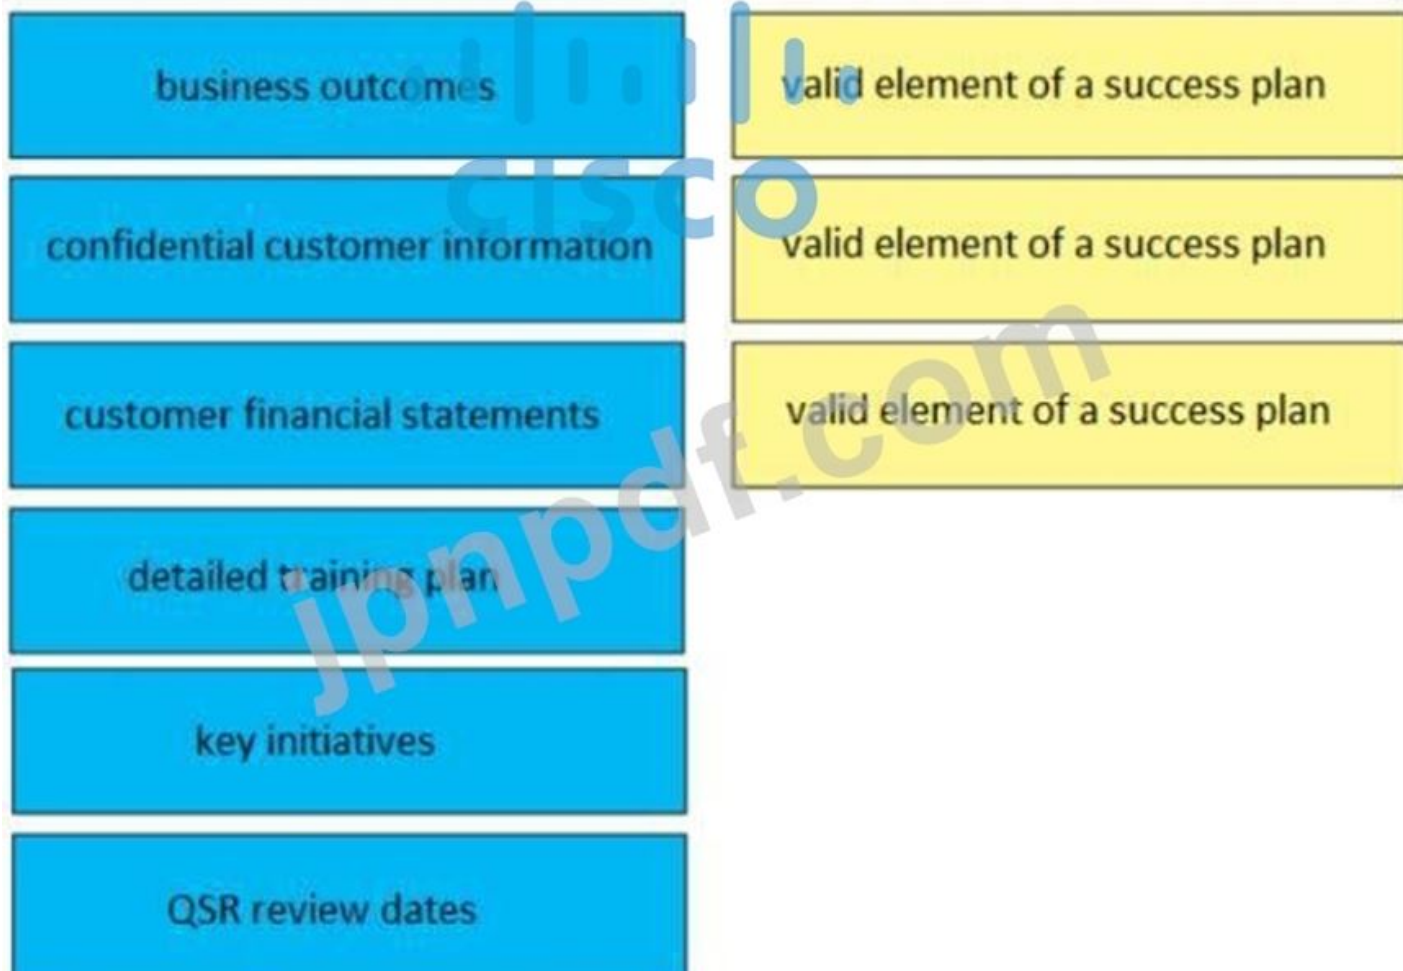 business outcomes
valid element of a success plan
cisco
confidential customer information
valid element of a success plan
customer financial statements
valid element of a success plan
jpnpdf.com
detailed training plan
key initiatives
QSR review dates